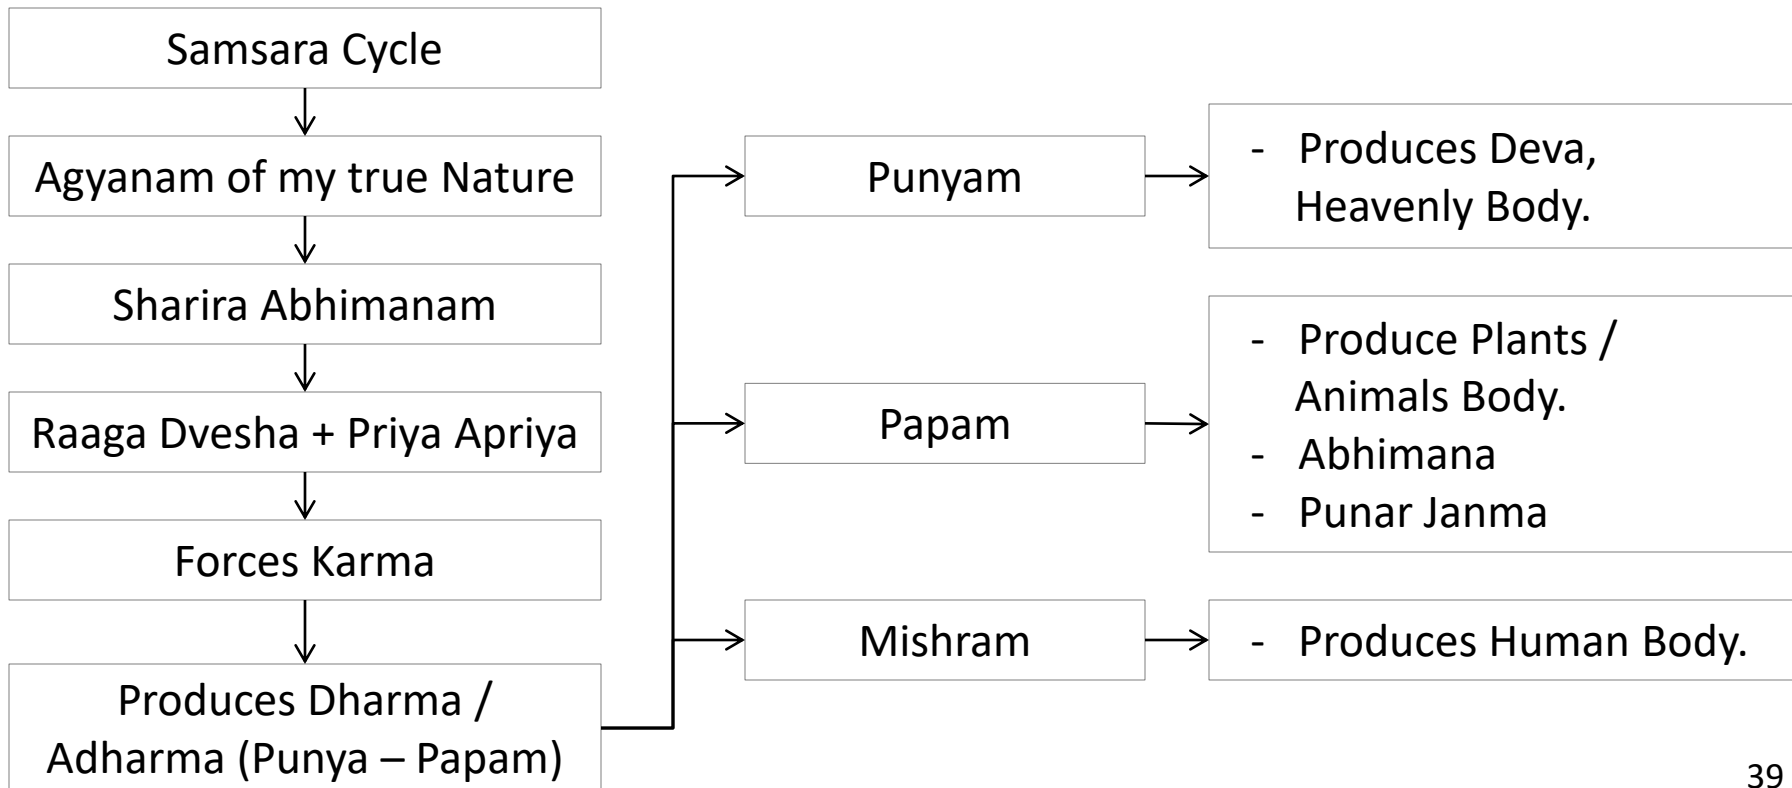 Samsara Cycle
Agyanam of my true Nature
Sharira Abhimanam
Raaga Dvesha + Priya Apriya
Forces Karma
Produces Dharma /
Adharma (Punya – Papam)
Punyam
- Produces Deva,
Heavenly Body.
Papam
- Produce Plants /
Animals Body.
- Abhimana
- Punar Janma
Mishram
- Produces Human Body.
39